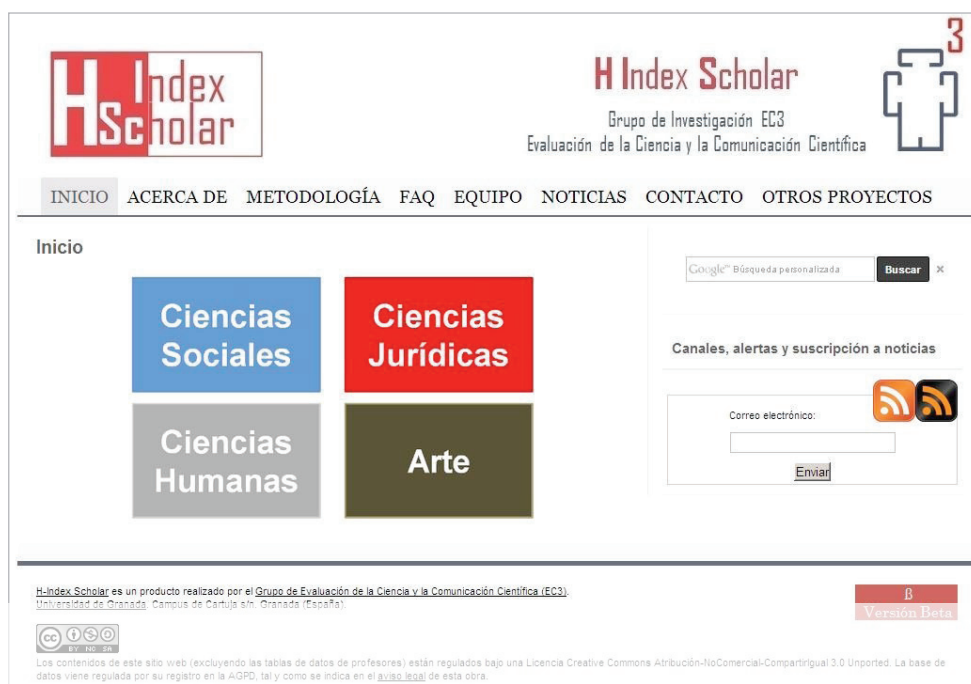 H Index
Scholar
H Index Scholar
3
Grupo de Investigación EC3
Evaluación de la Ciencia y la Comunicación Científica
INICIO ACERCA DE METODOLOGÍA FAQ EQUIPO NOTICIAS CONTACTO OTROS PROYECTOS
Inicio
Ciencias
Sociales
Ciencias
Jurídicas
Ciencias
Humanas
Arte
Google™ Búsqueda personalizada Buscar ×
Canales, alertas y suscripción a noticias
Correo electrónico:
Enviar
H-Index Scholar es un producto realizado por el Grupo de Evaluación de la Ciencia y la Comunicación Científica (EC3).
Universidad de Granada. Campus de Cartuja s/n. Granada (España).
ß
Versión Beta
cc BY NC SA
Los contenidos de este sitio web (excluyendo las tablas de datos de profesores) están regulados bajo una Licencia Creative Commons Atribución-NoComercial-CompartirIgual 3.0 Unported. La base de
datos viene regulada por su registro en la AGPD, tal y como se indica en el aviso legal de esta obra.